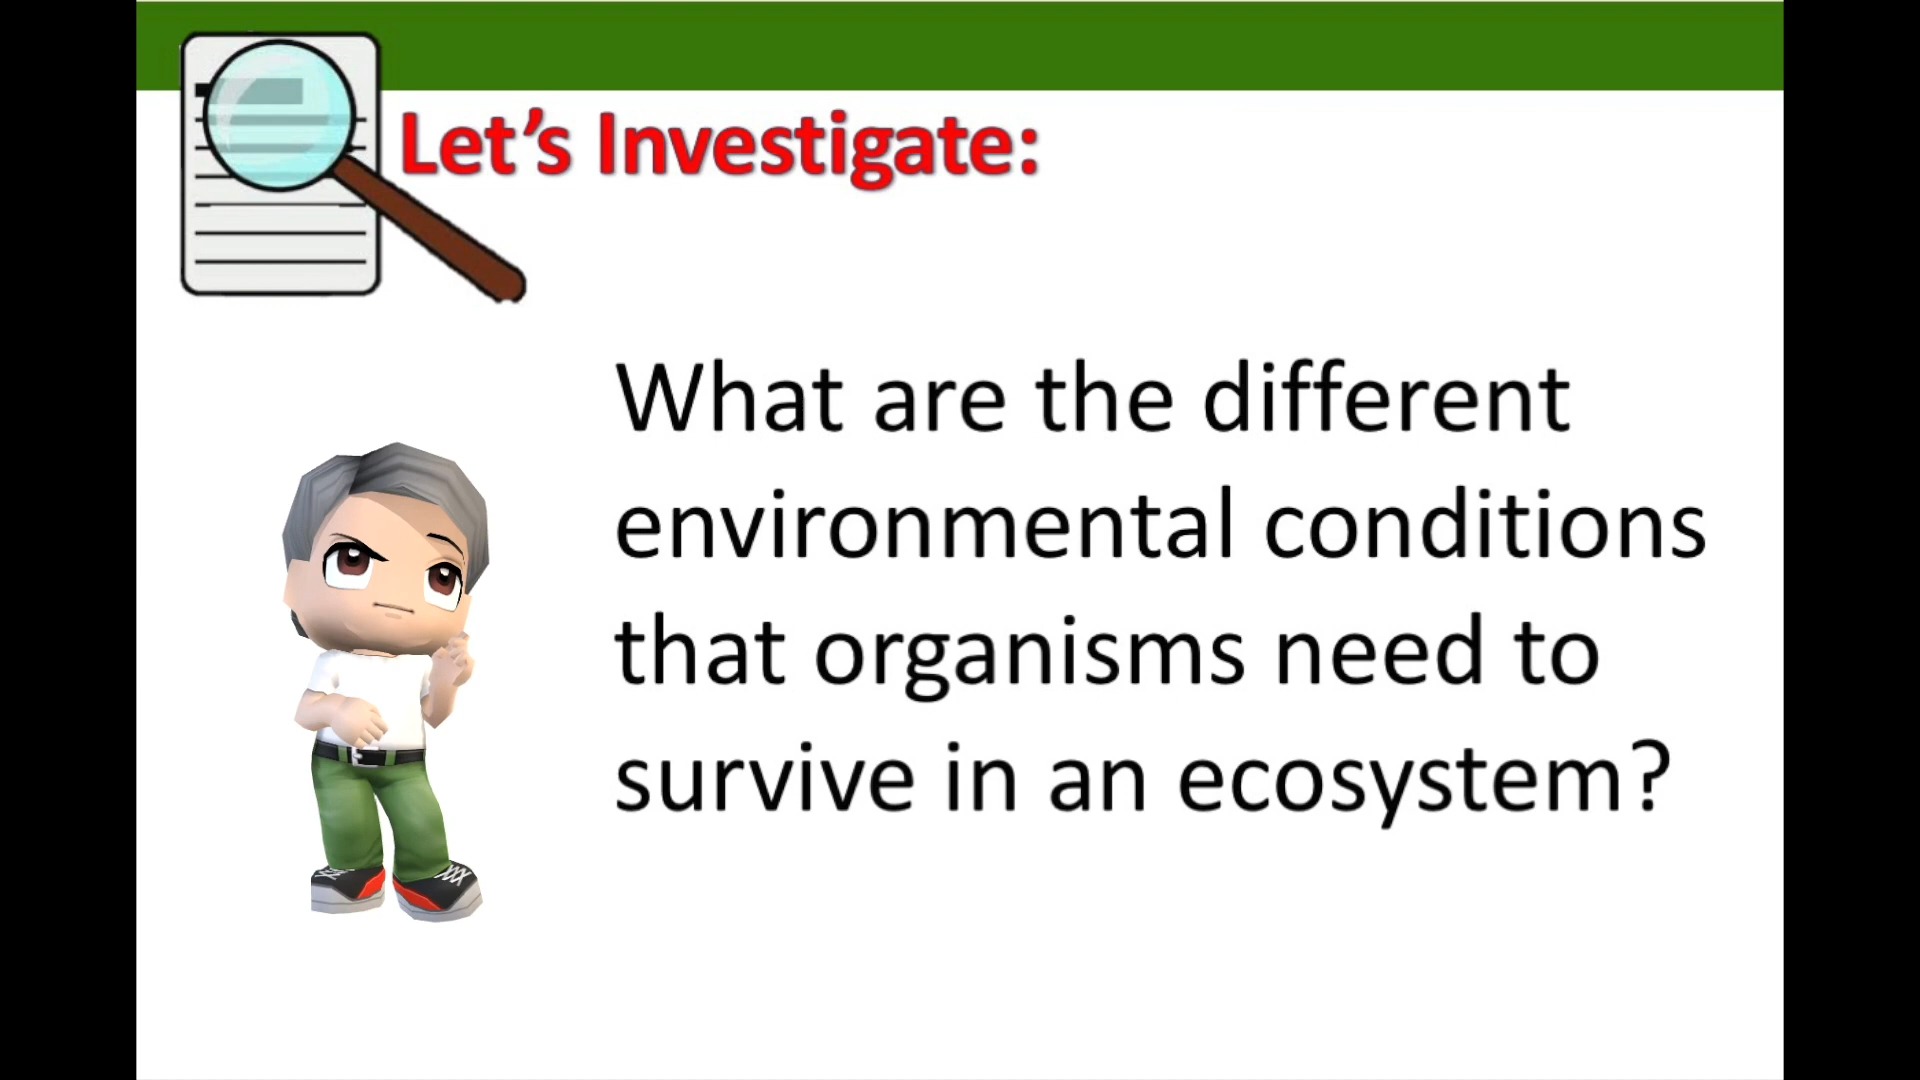 Let’s Investigate:
What are the different
environmental conditions
that organisms need to
survive in an ecosystem?